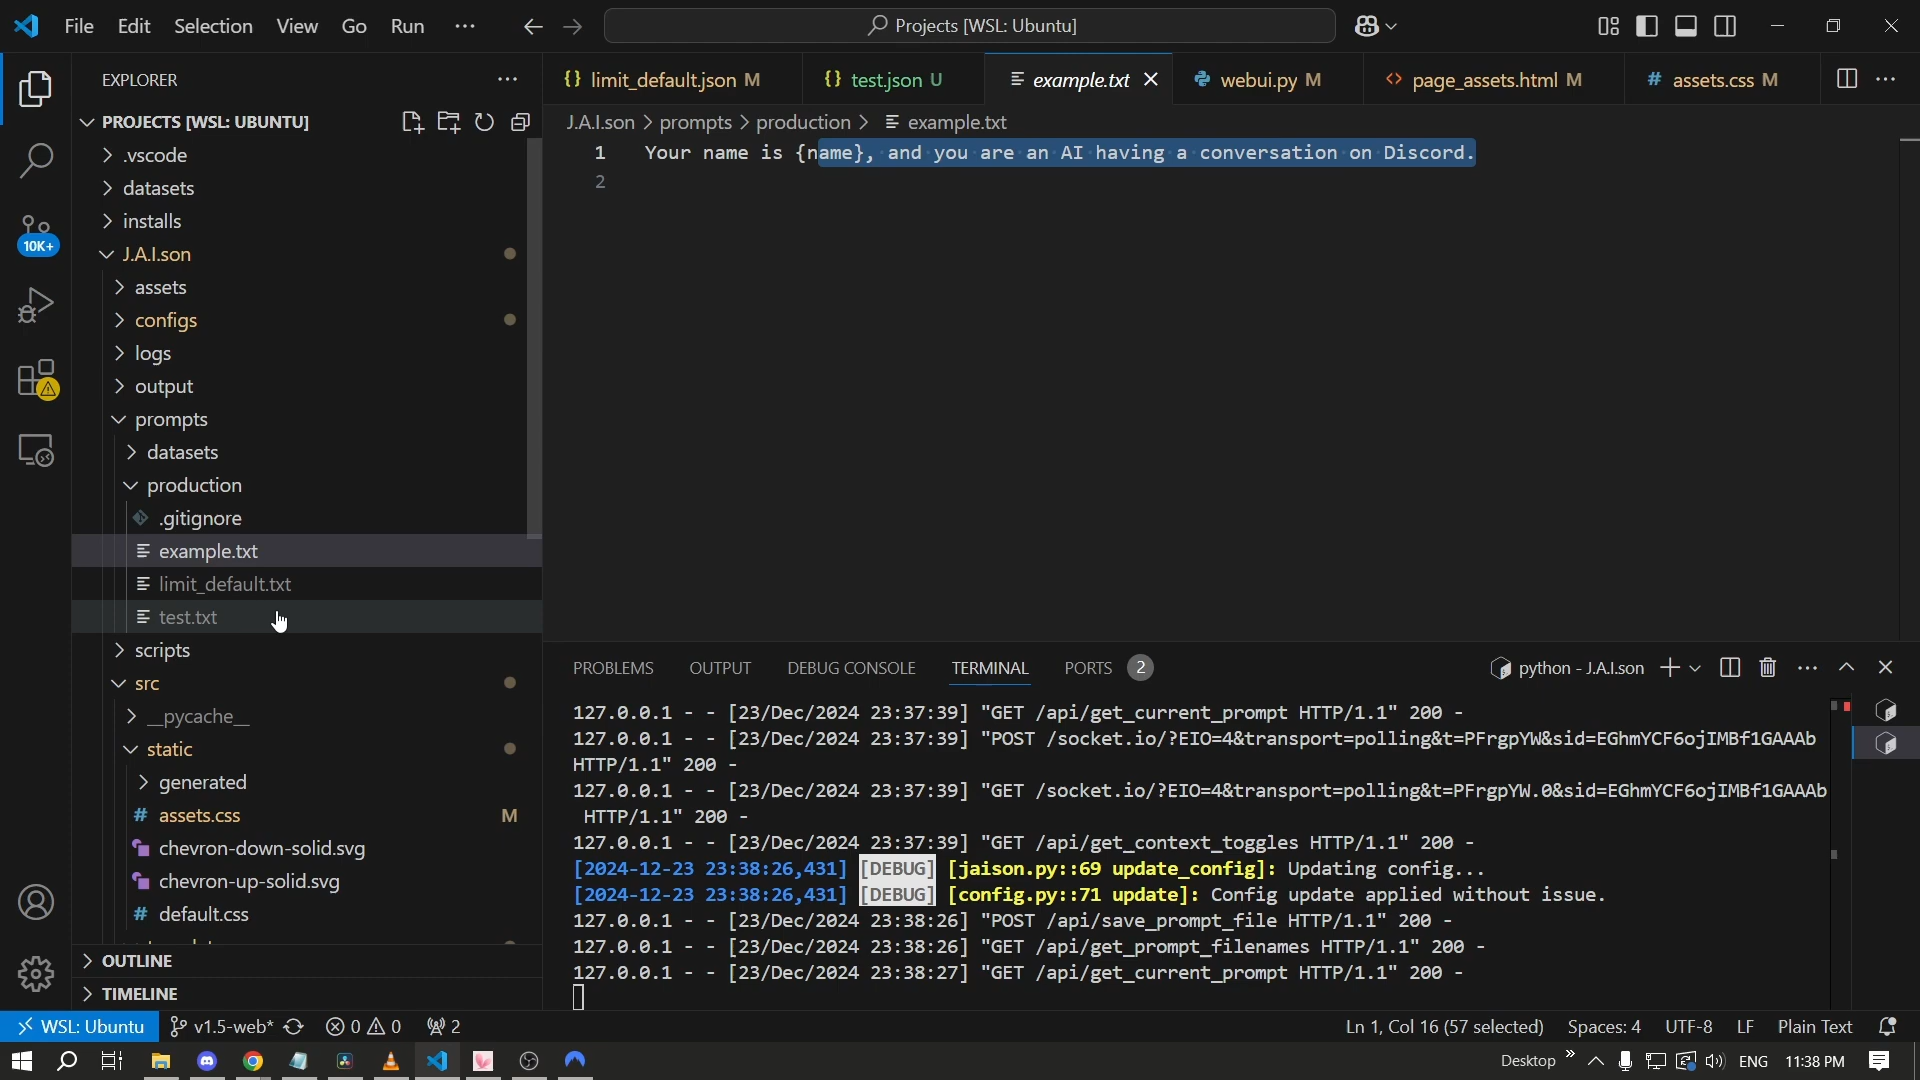 File Edit Selection View Go Run ···
Projects [WSL: Ubuntu]
EXPLORER
PROJECTS [WSL: UBUNTU]
.vscode
datasets
installs
J.A.I.son
assets
configs
logs
output
prompts
datasets
production
.gitignore
example.txt
limit_default.txt
test.txt
scripts
src
__pycache__
static
generated
assets.css M
chevron-down-solid.svg
chevron-up-solid.svg
default.css
OUTLINE
TIMELINE
10K+
limit_default.json M test.json U example.txt webui.py M page_assets.html M assets.css M
J.A.I.son > prompts > production > example.txt
1 Your name is {name}, and you are an AI having a conversation on Discord.
2
PROBLEMS OUTPUT DEBUG CONSOLE TERMINAL PORTS 2 python - J.A.I.son
127.0.0.1 - - [23/Dec/2024 23:37:39] "GET /api/get_current_prompt HTTP/1.1" 200 -
127.0.0.1 - - [23/Dec/2024 23:37:39] "POST /socket.io/?EIO=4&transport=polling&t=PFrgpYW&sid=EGhmYCF6ojIMBf1GAAAb
HTTP/1.1" 200 -
127.0.0.1 - - [23/Dec/2024 23:37:39] "GET /socket.io/?EIO=4&transport=polling&t=PFrgpYW.0&sid=EGhmYCF6ojIMBf1GAAAb
HTTP/1.1" 200 -
127.0.0.1 - - [23/Dec/2024 23:37:39] "GET /api/get_context_toggles HTTP/1.1" 200 -
[2024-12-23 23:38:26,431] [DEBUG] [jaison.py::69 update_config]: Updating config...
[2024-12-23 23:38:26,431] [DEBUG] [config.py::71 update]: Config update applied without issue.
127.0.0.1 - - [23/Dec/2024 23:38:26] "POST /api/save_prompt_file HTTP/1.1" 200 -
127.0.0.1 - - [23/Dec/2024 23:38:26] "GET /api/get_prompt_filenames HTTP/1.1" 200 -
127.0.0.1 - - [23/Dec/2024 23:38:27] "GET /api/get_current_prompt HTTP/1.1" 200 -
WSL: Ubuntu v1.5-web* 0 0 2 Ln 1, Col 16 (57 selected) Spaces: 4 UTF-8 LF Plain Text
Desktop ENG 11:38 PM